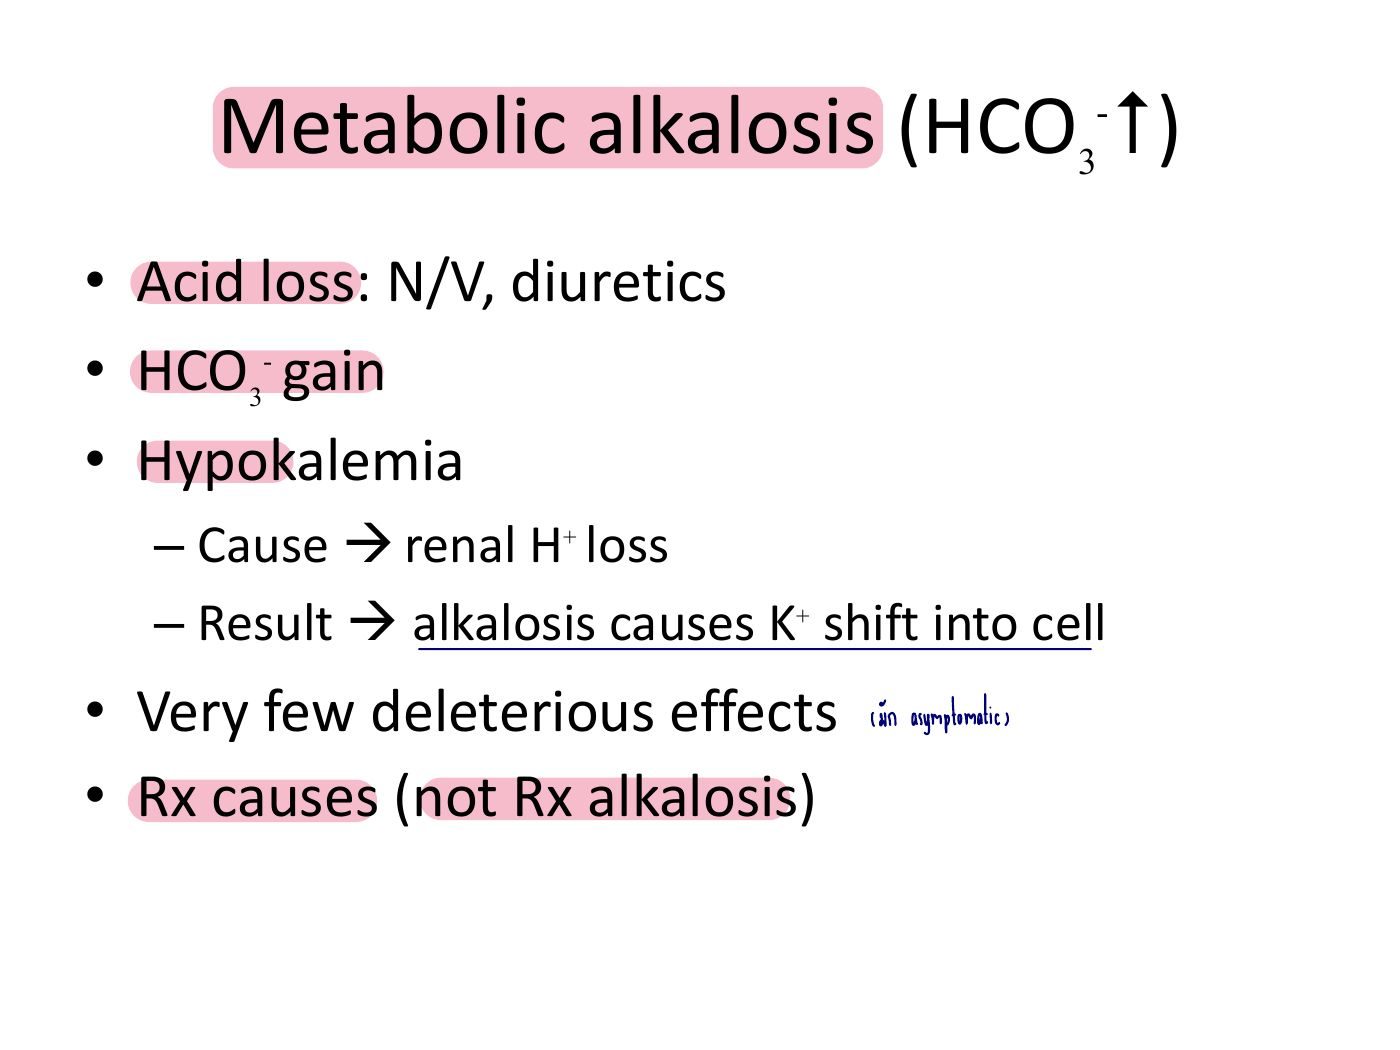 Metabolic alkalosis (HCO₃⁻↑)
• Acid loss: N/V, diuretics
• HCO₃⁻ gain
• Hypokalemia
– Cause → renal H⁺ loss
– Result → alkalosis causes K⁺ shift into cell
• Very few deleterious effects (มัก asymptomatic)
• Rx causes (not Rx alkalosis)